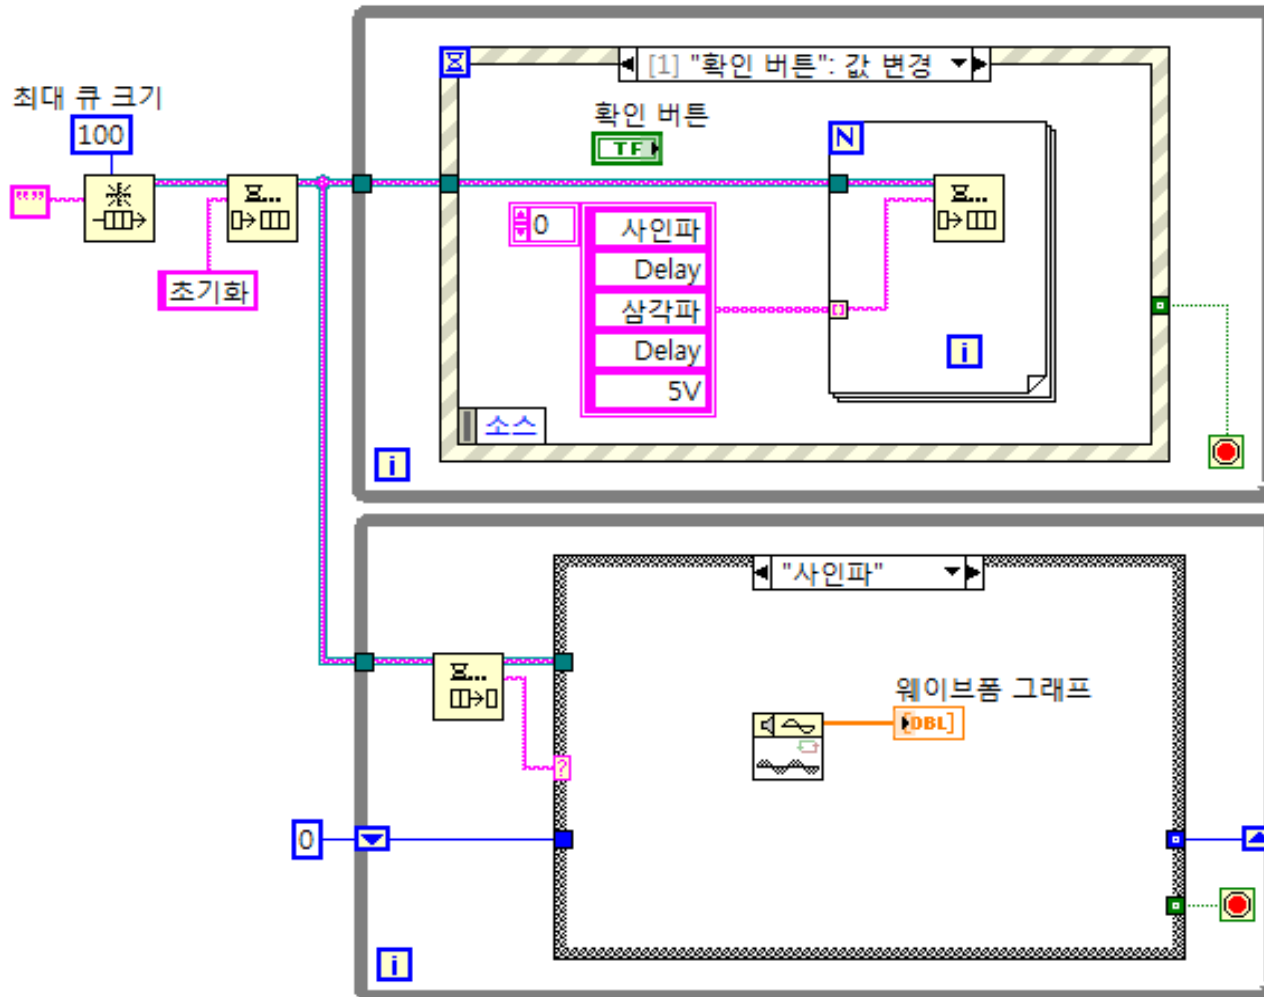 최대 큐 크기
100
""
초기화
[1] "확인 버튼": 값 변경
확인 버튼
TF
N
0
사인파
Delay
삼각파
Delay
5V
i
소스
i
"사인파"
웨이브폼 그래프
[DBL]
?
0
i